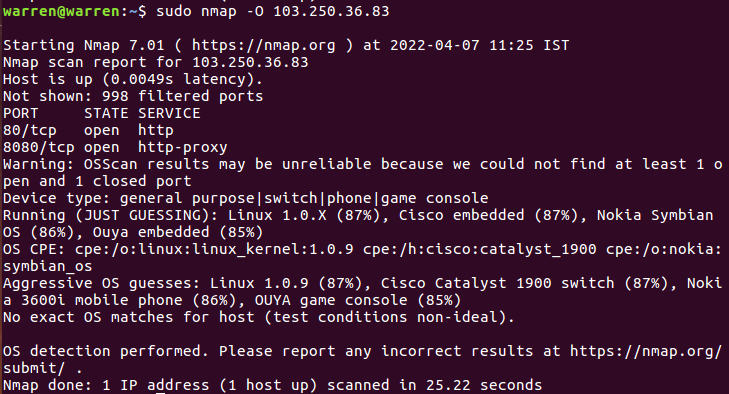 warren@warren:~$ sudo nmap -O 103.250.36.83
Starting Nmap 7.01 ( https://nmap.org ) at 2022-04-07 11:25 IST
Nmap scan report for 103.250.36.83
Host is up (0.0049s latency).
Not shown: 998 filtered ports
PORT     STATE SERVICE
80/tcp   open  http
8080/tcp open  http-proxy
Warning: OSScan results may be unreliable because we could not find at least 1 o
pen and 1 closed port
Device type: general purpose|switch|phone|game console
Running (JUST GUESSING): Linux 1.0.X (87%), Cisco embedded (87%), Nokia Symbian
OS (86%), Ouya embedded (85%)
OS CPE: cpe:/o:linux:linux_kernel:1.0.9 cpe:/h:cisco:catalyst_1900 cpe:/o:nokia:
symbian_os
Aggressive OS guesses: Linux 1.0.9 (87%), Cisco Catalyst 1900 switch (87%), Noki
a 3600i mobile phone (86%), OUYA game console (85%)
No exact OS matches for host (test conditions non-ideal).
OS detection performed. Please report any incorrect results at https://nmap.org/
submit/ .
Nmap done: 1 IP address (1 host up) scanned in 25.22 seconds